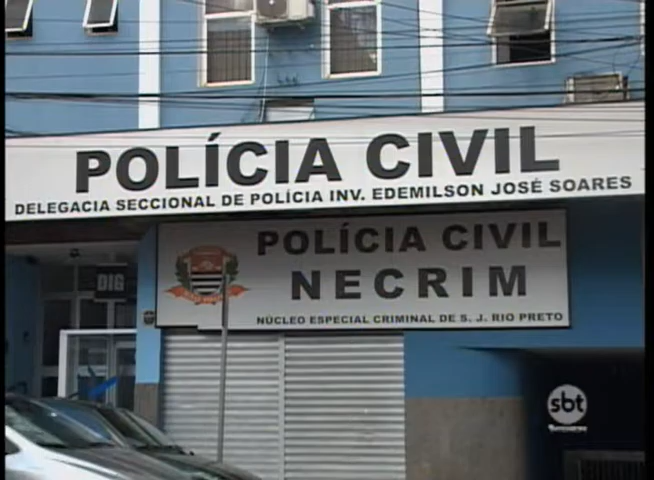 POLÍCIA CIVIL
DELEGACIA SECCIONAL DE POLÍCIA INV. EDEMILSON JOSÉ SOARES
POLÍCIA CIVIL
NECRIM
NÚCLEO ESPECIAL CRIMINAL DE S. J. RIO PRETO
DIG
sbt